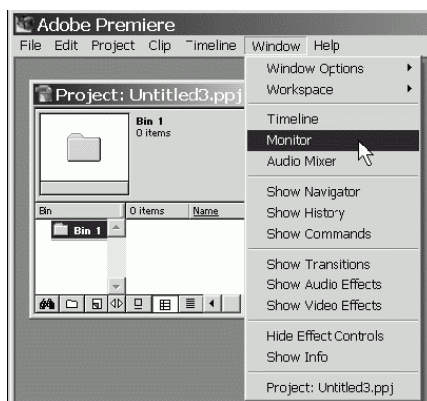 Adobe Premiere
File Edit Project Clip Timeline Window Help
Project: Untitled3.ppj
Bin 1
0 items
Bin 0 items Name
Bin 1
Window Options
Workspace
Timeline
Monitor
Audio Mixer
Show Navigator
Show History
Show Commands
Show Transitions
Show Audio Effects
Show Video Effects
Hide Effect Controls
Show Info
Project: Untitled3.ppj